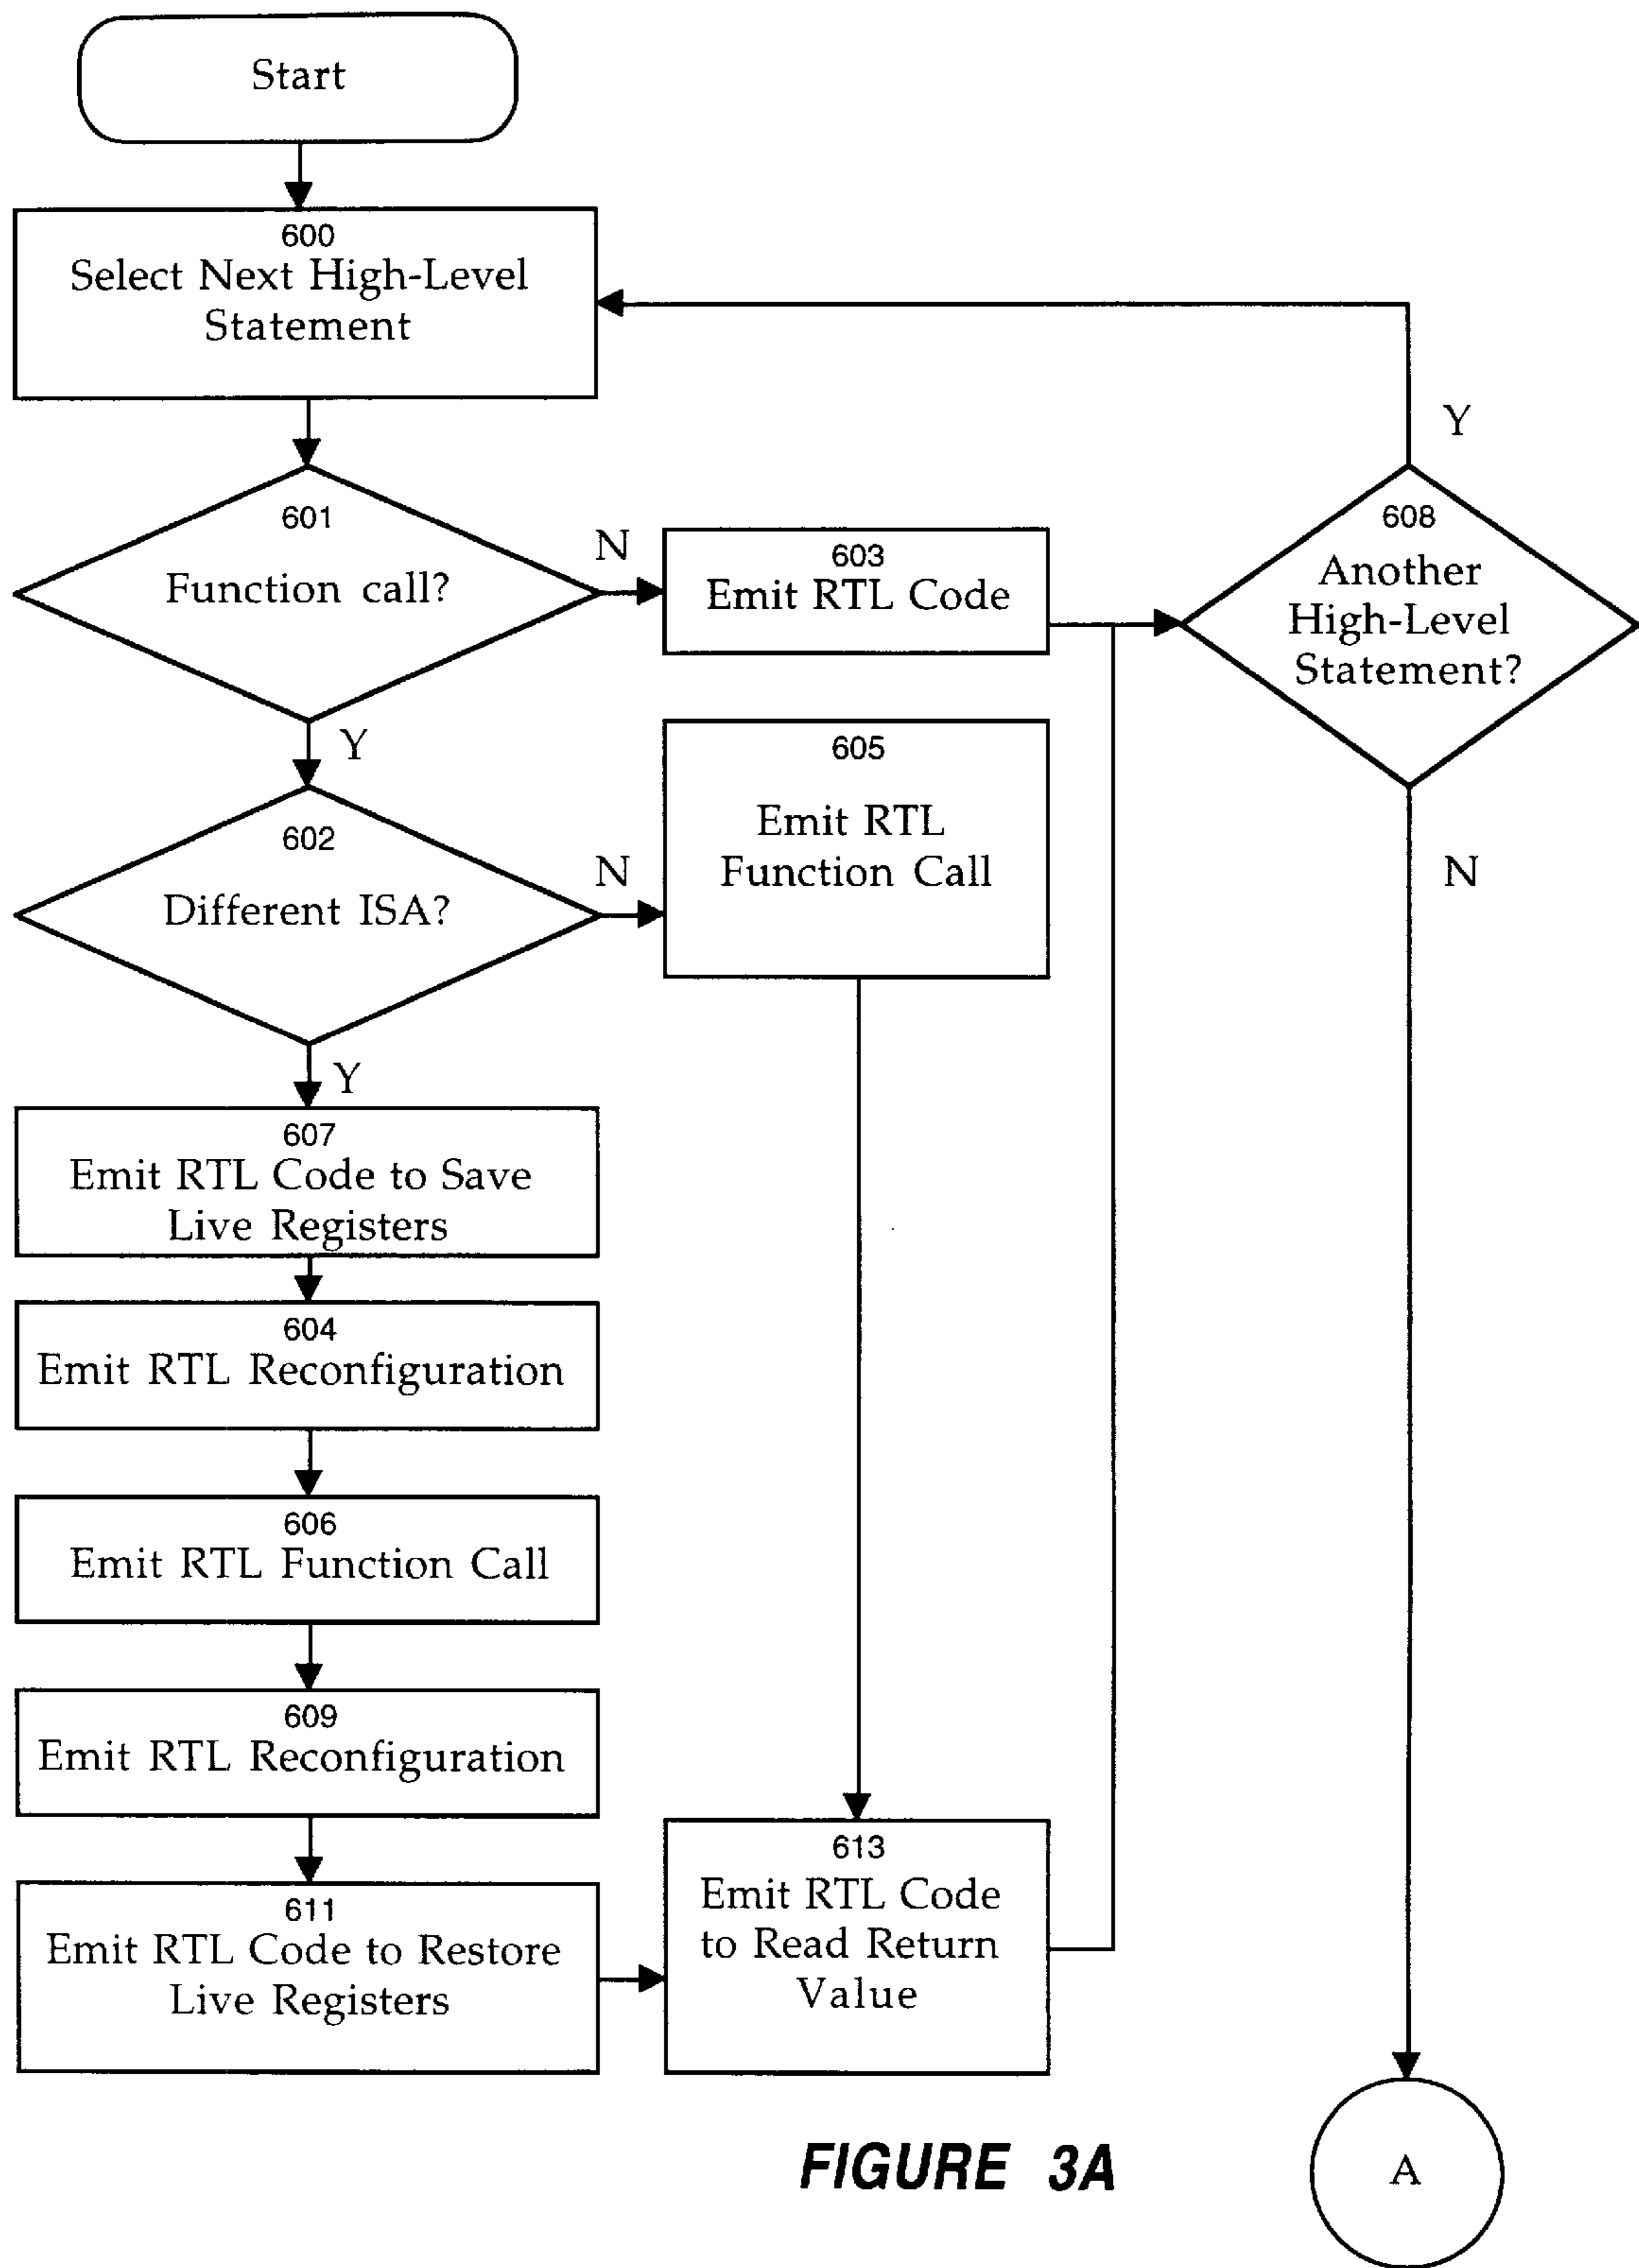 Start
600
Select Next High-Level
Statement
Y
601
Function call?
N
603
Emit RTL Code
608
Another
High-Level
Statement?
Y
605
Emit RTL
Function Call
602
Different ISA?
N
N
Y
607
Emit RTL Code to Save
Live Registers
604
Emit RTL Reconfiguration
606
Emit RTL Function Call
609
Emit RTL Reconfiguration
611
Emit RTL Code to Restore
Live Registers
613
Emit RTL Code
to Read Return
Value
FIGURE 3A
A